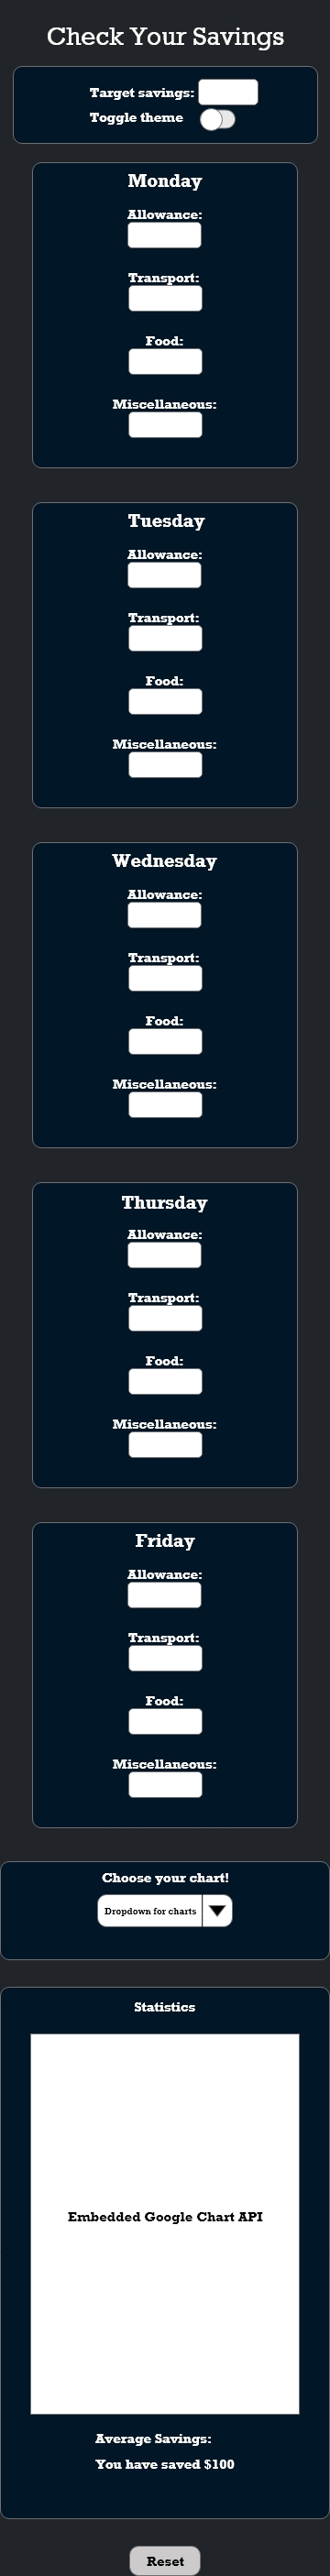 Check Your Savings
Target savings:
Toggle theme
Monday
Allowance:
Transport:
Food:
Miscellaneous:
Tuesday
Allowance:
Transport:
Food:
Miscellaneous:
Wednesday
Allowance:
Transport:
Food:
Miscellaneous:
Thursday
Allowance:
Transport:
Food:
Miscellaneous:
Friday
Allowance:
Transport:
Food:
Miscellaneous:
Choose your chart!
Dropdown for charts
Statistics
Embedded Google Chart API
Average Savings:
You have saved $100
Reset